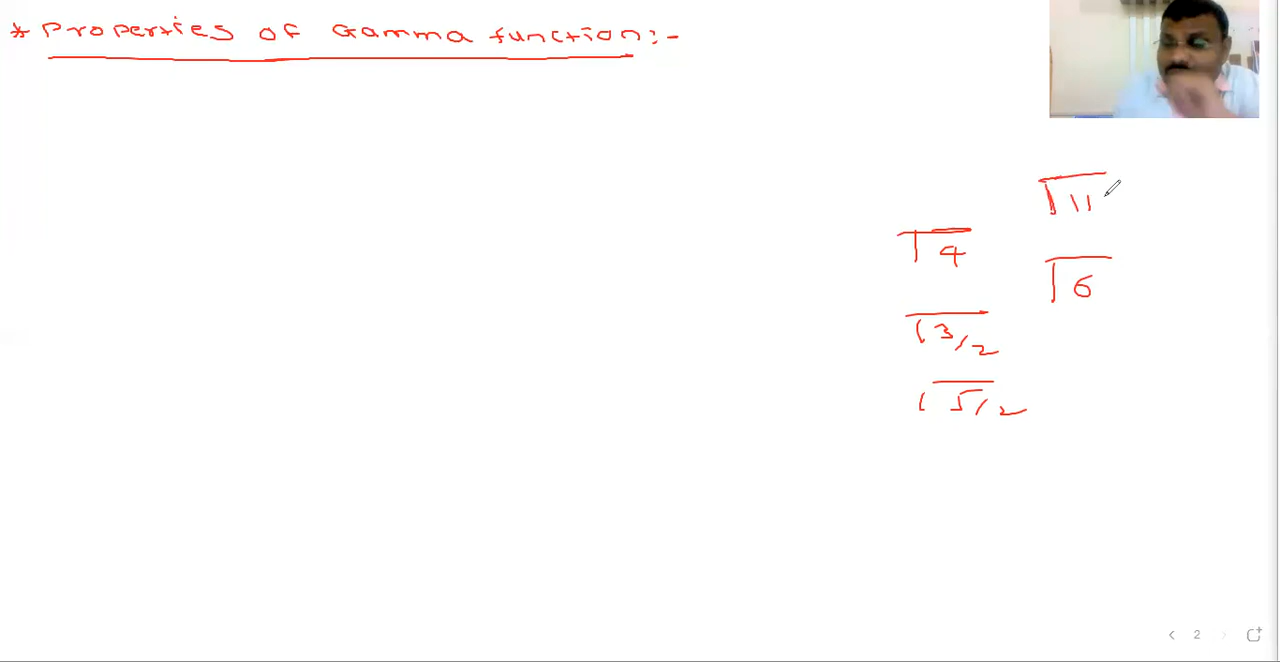 * Properties of Gamma function:-
Γ11
Γ4
Γ6
Γ3/2
Γ5/2
2